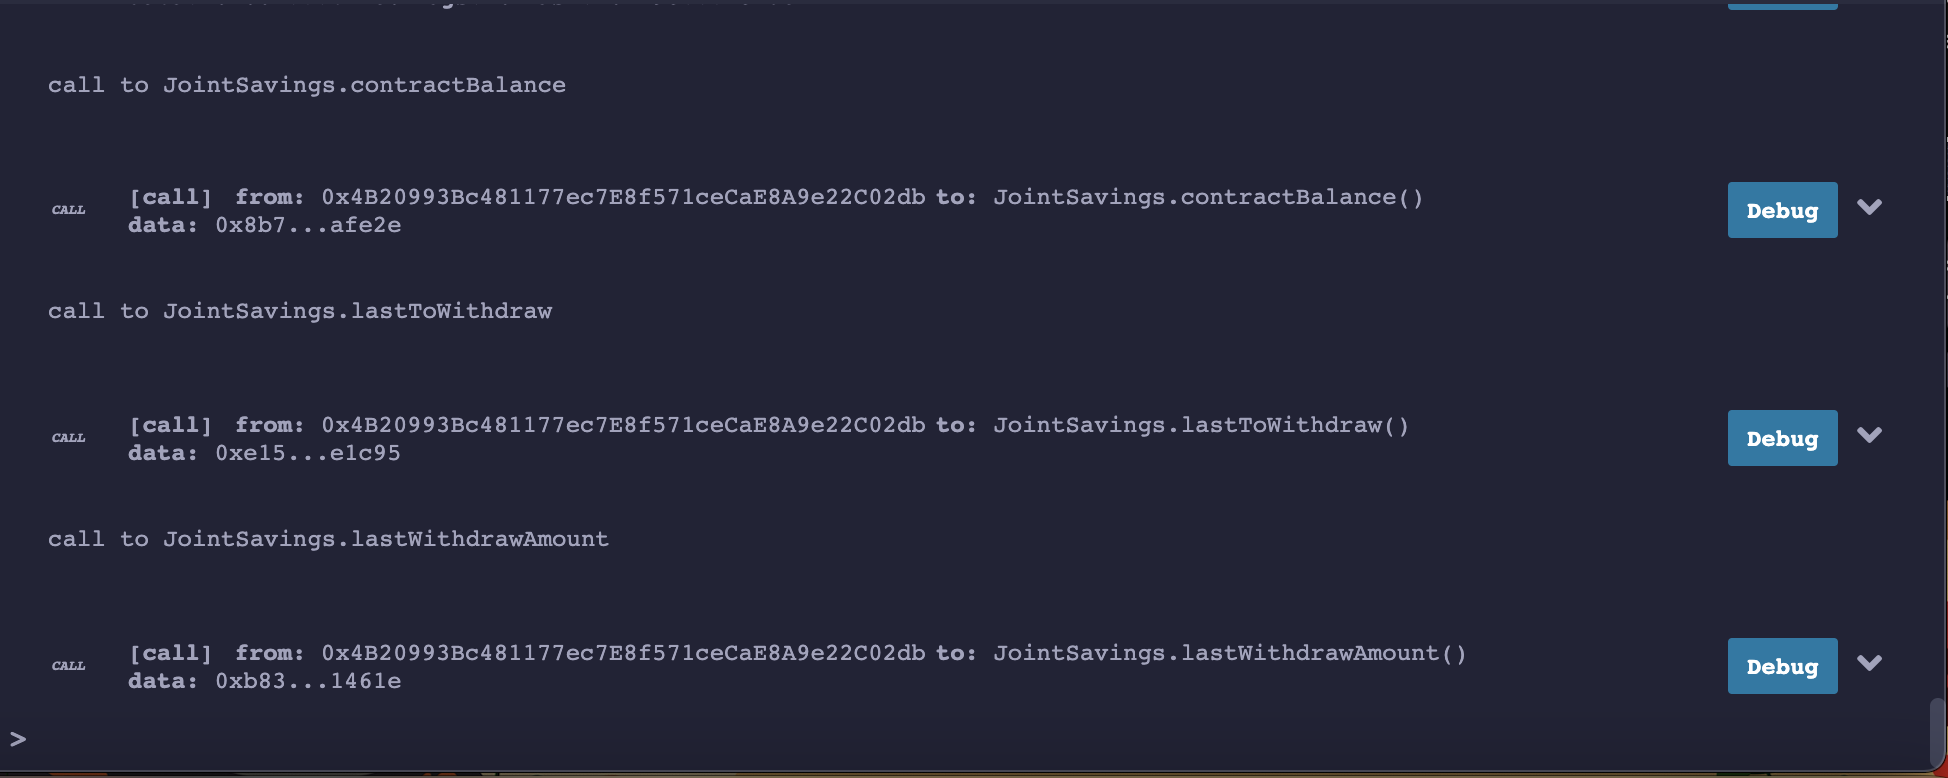 call to JointSavings.contractBalance
CALL [call] from: 0x4B20993Bc481177ec7E8f571ceCaE8A9e22C02db to: JointSavings.contractBalance()
data: 0x8b7...afe2e
Debug
call to JointSavings.lastToWithdraw
CALL [call] from: 0x4B20993Bc481177ec7E8f571ceCaE8A9e22C02db to: JointSavings.lastToWithdraw()
data: 0xe15...e1c95
Debug
call to JointSavings.lastWithdrawAmount
CALL [call] from: 0x4B20993Bc481177ec7E8f571ceCaE8A9e22C02db to: JointSavings.lastWithdrawAmount()
data: 0xb83...1461e
Debug
>